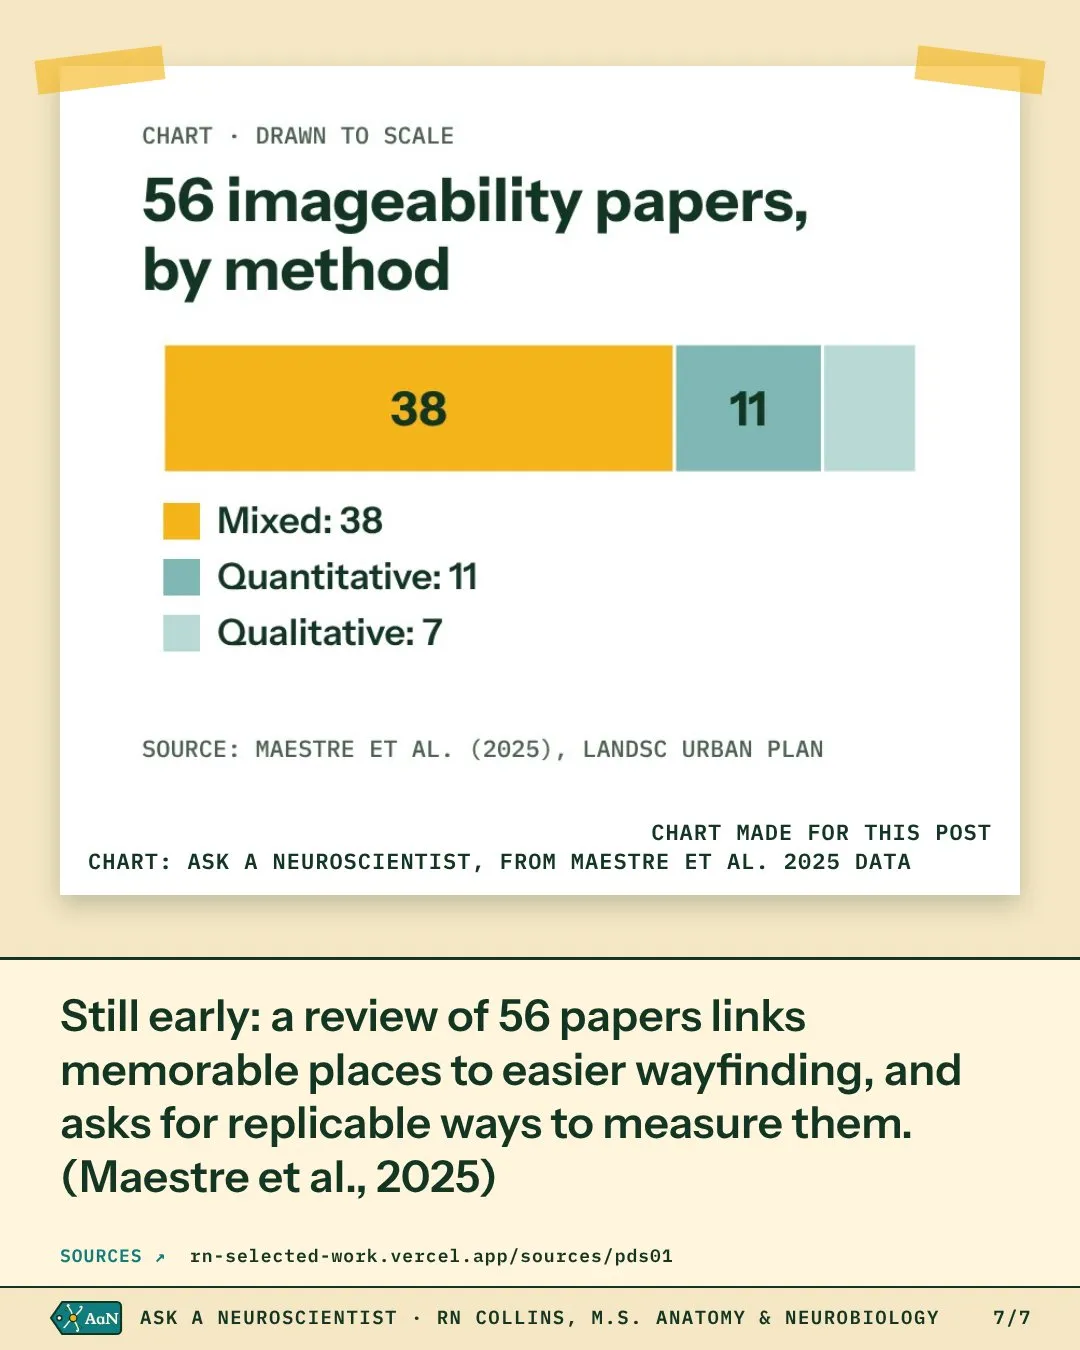 CHART · DRAWN TO SCALE
56 imageability papers,
by method
38
11
Mixed: 38
Quantitative: 11
Qualitative: 7
SOURCE: MAESTRE ET AL. (2025), LANDSC URBAN PLAN
CHART MADE FOR THIS POST
CHART: ASK A NEUROSCIENTIST, FROM MAESTRE ET AL. 2025 DATA
Still early: a review of 56 papers links
memorable places to easier wayfinding, and
asks for replicable ways to measure them.
(Maestre et al., 2025)
SOURCES ↗ rn-selected-work.vercel.app/sources/pds01
AaN ASK A NEUROSCIENTIST · RN COLLINS, M.S. ANATOMY & NEUROBIOLOGY 7/7